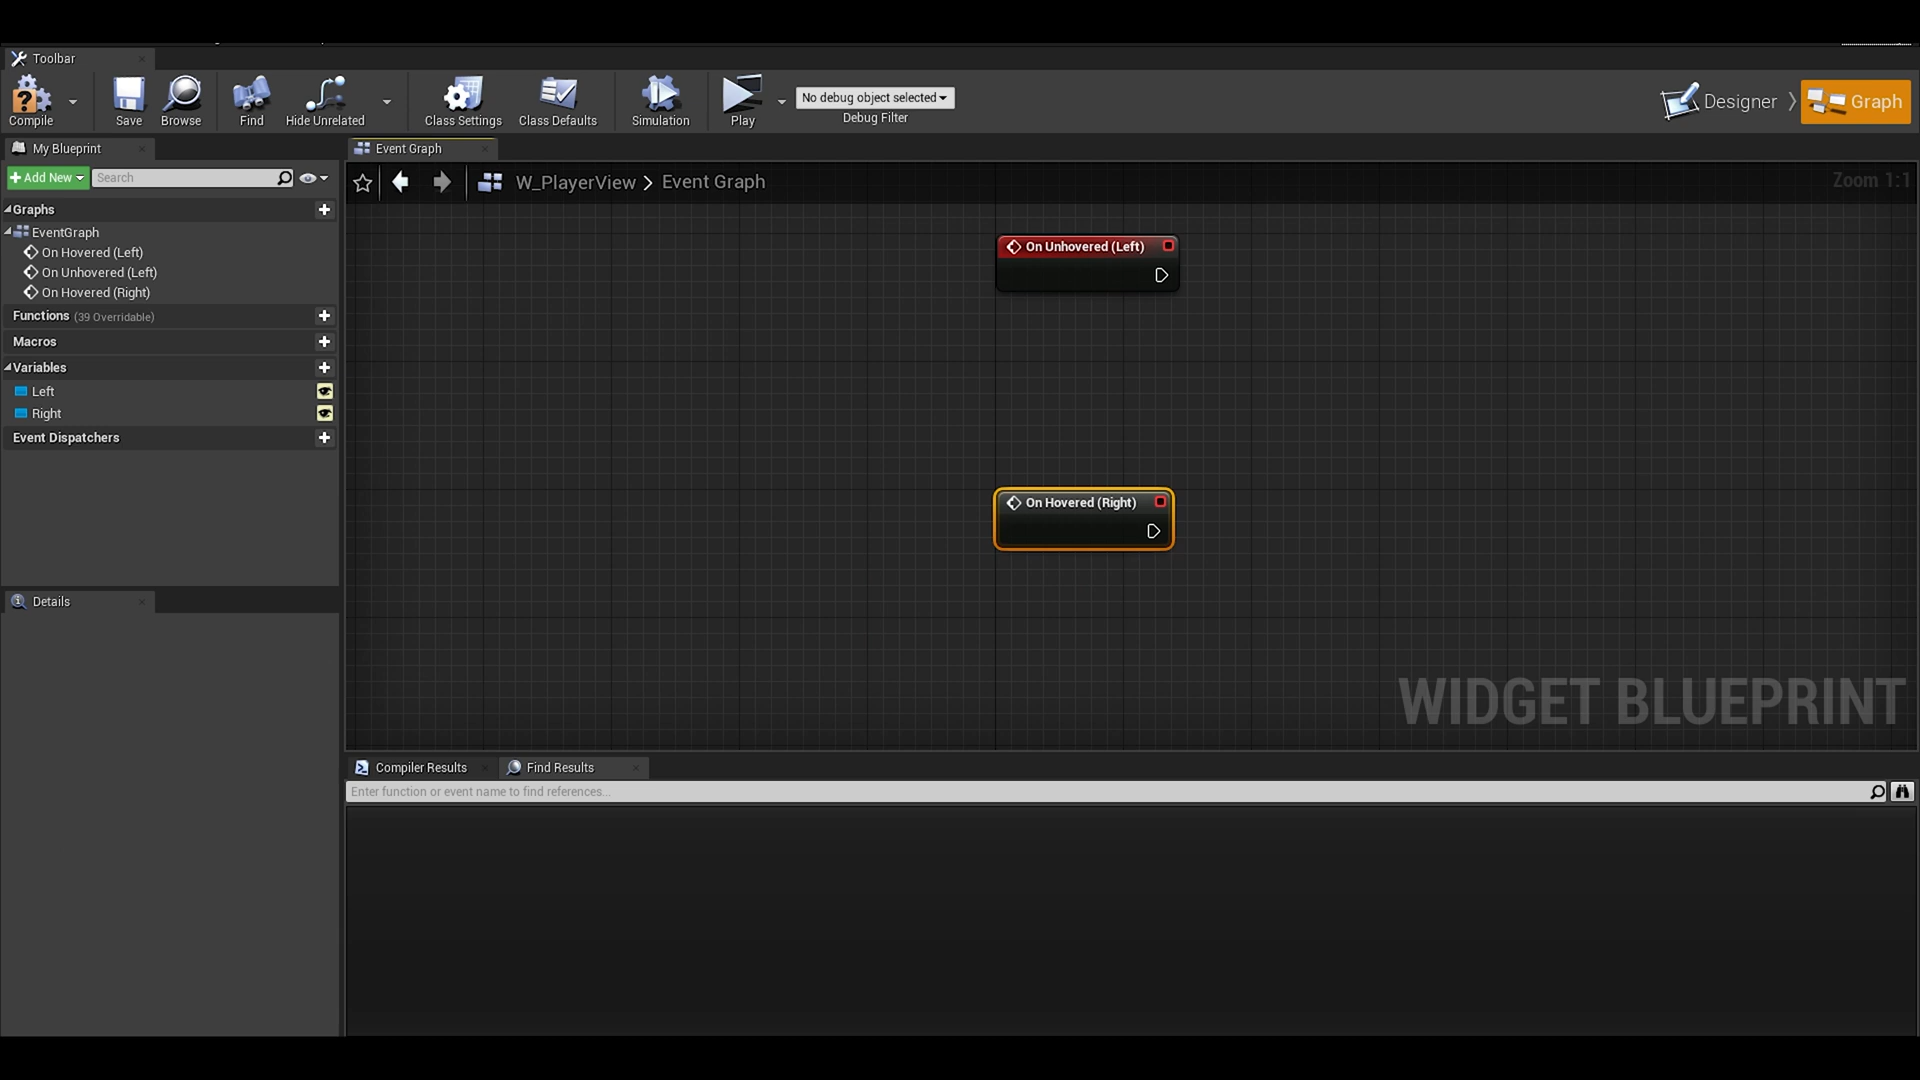 Toolbar
Compile
Save
Browse
Find
Hide Unrelated
Class Settings
Class Defaults
Simulation
Play
No debug object selected
Debug Filter
Designer
Graph
My Blueprint
Event Graph
Add New
Search
W_PlayerView > Event Graph
Zoom 1:1
Graphs
EventGraph
On Hovered (Left)
On Unhovered (Left)
On Hovered (Right)
Functions (39 Overridable)
Macros
Variables
Left
Right
Event Dispatchers
Details
On Unhovered (Left)
On Hovered (Right)
WIDGET BLUEPRINT
Compiler Results
Find Results
Enter function or event name to find references...